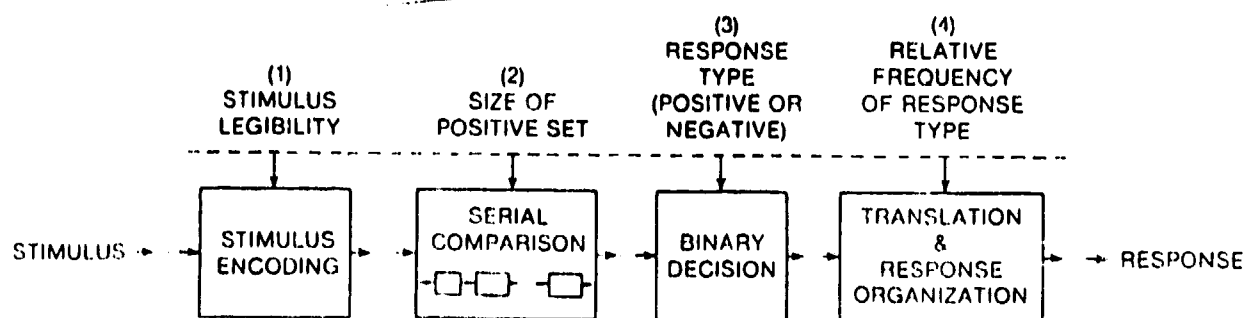 (1)
STIMULUS
LEGIBILITY
(2)
SIZE OF
POSITIVE SET
(3)
RESPONSE
TYPE
(POSITIVE OR
NEGATIVE)
(4)
RELATIVE
FREQUENCY
OF RESPONSE
TYPE
STIMULUS
STIMULUS
ENCODING
SERIAL
COMPARISON
BINARY
DECISION
TRANSLATION
&
RESPONSE
ORGANIZATION
RESPONSE